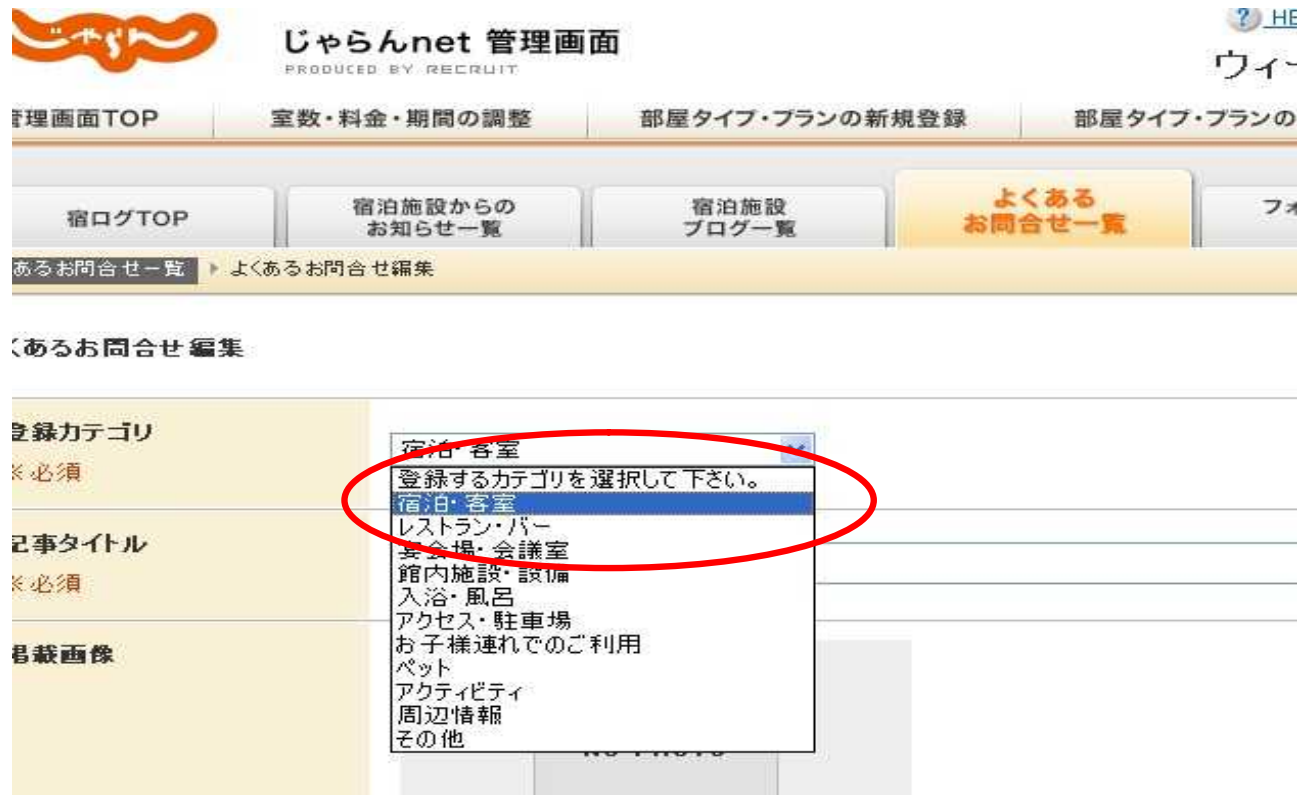 じゃらん
じゃらんnet 管理画面
PRODUCED BY RECRUIT
? HE
ウィー
管理画面TOP
室数・料金・期間の調整
部屋タイプ・プランの新規登録
部屋タイプ・プランの
宿ログTOP
宿泊施設からの
お知らせ一覧
宿泊施設
ブログ一覧
よくある
お問合せ一覧
フォ
あるお問合せ一覧
よくあるお問合せ編集
くあるお問合せ編集
登録カテゴリ
※必須
宿泊・客室
登録するカテゴリを選択して下さい。
宿泊・客室
レストラン・バー
宴会場・会議室
館内施設・設備
入浴・風呂
アクセス・駐車場
お子様連れでのご利用
ペット
アクティビティ
周辺情報
その他
記事タイトル
※必須
掲載画像
NO PHOTO